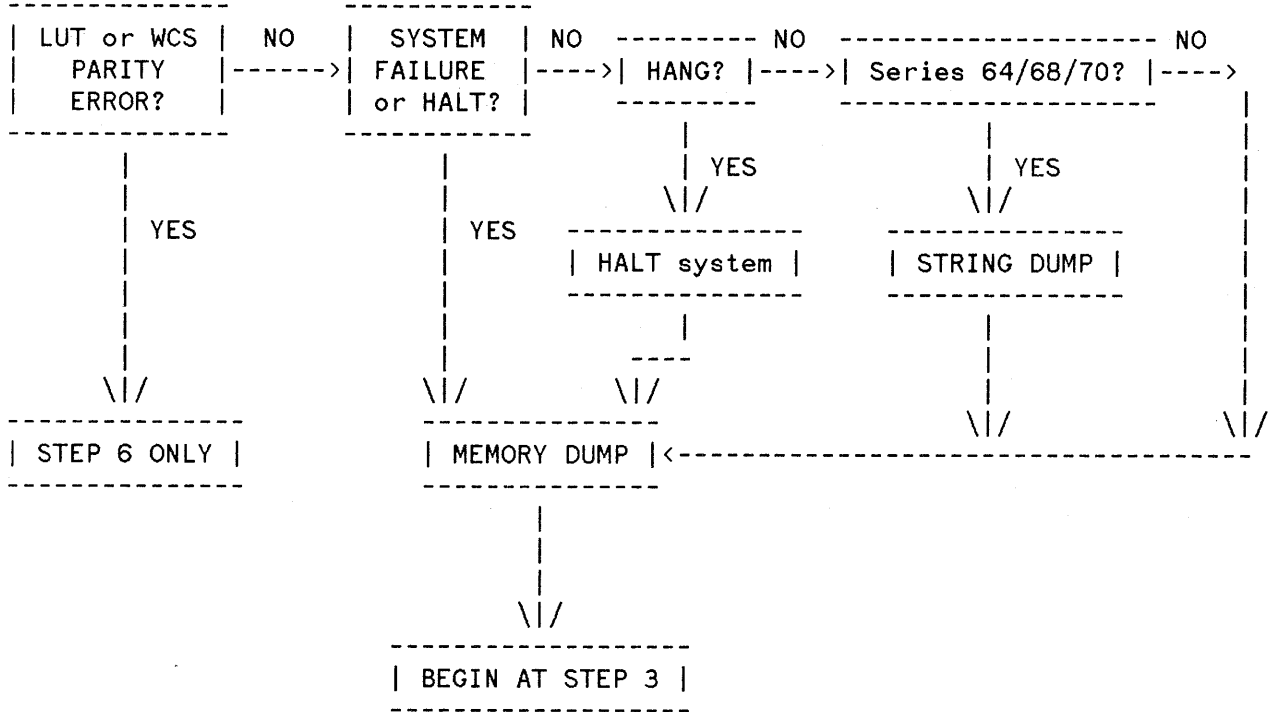 LUT or WCS
PARITY
ERROR?
NO
SYSTEM
FAILURE
or HALT?
NO
HANG?
NO
Series 64/68/70?
NO
YES
YES
YES
YES
HALT system
STRING DUMP
STEP 6 ONLY
MEMORY DUMP
BEGIN AT STEP 3